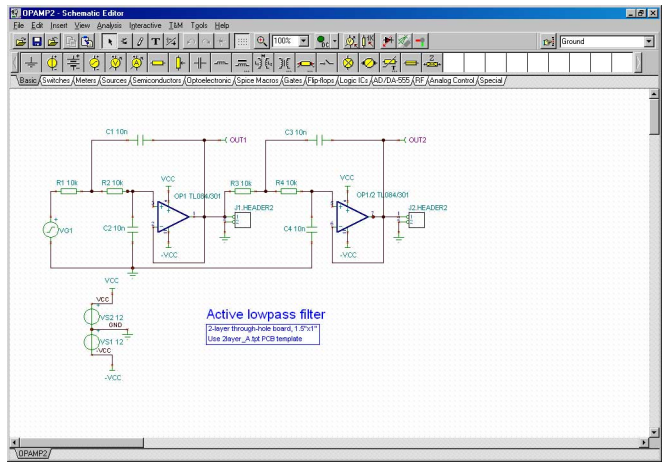 OPAMP2 - Schematic Editor
File Edit Insert View Analysis Interactive T&M Tools Help
100%
Ground
Basic Switches Meters Sources Semiconductors Optoelectronic Spice Macros Gates Flip-flops Logic ICs AD/DA-555 RF Analog Control Special
C1 10n
OUT1
C3 10n
OUT2
R1 10k
R2 10k
VCC
OP1 TL084/301
R3 10k
R4 10k
VCC
OP1/2 TL084/301
J1.HEADER2
J2.HEADER2
VG1
C2 10n
C4 10n
-VCC
-VCC
VCC
VCC
VS2 12
GND
VS1 12
-VCC
-VCC
Active lowpass filter
2-layer through-hole board, 1.5"x1"
Use 2layer_A.tpt PCB template
OPAMP2